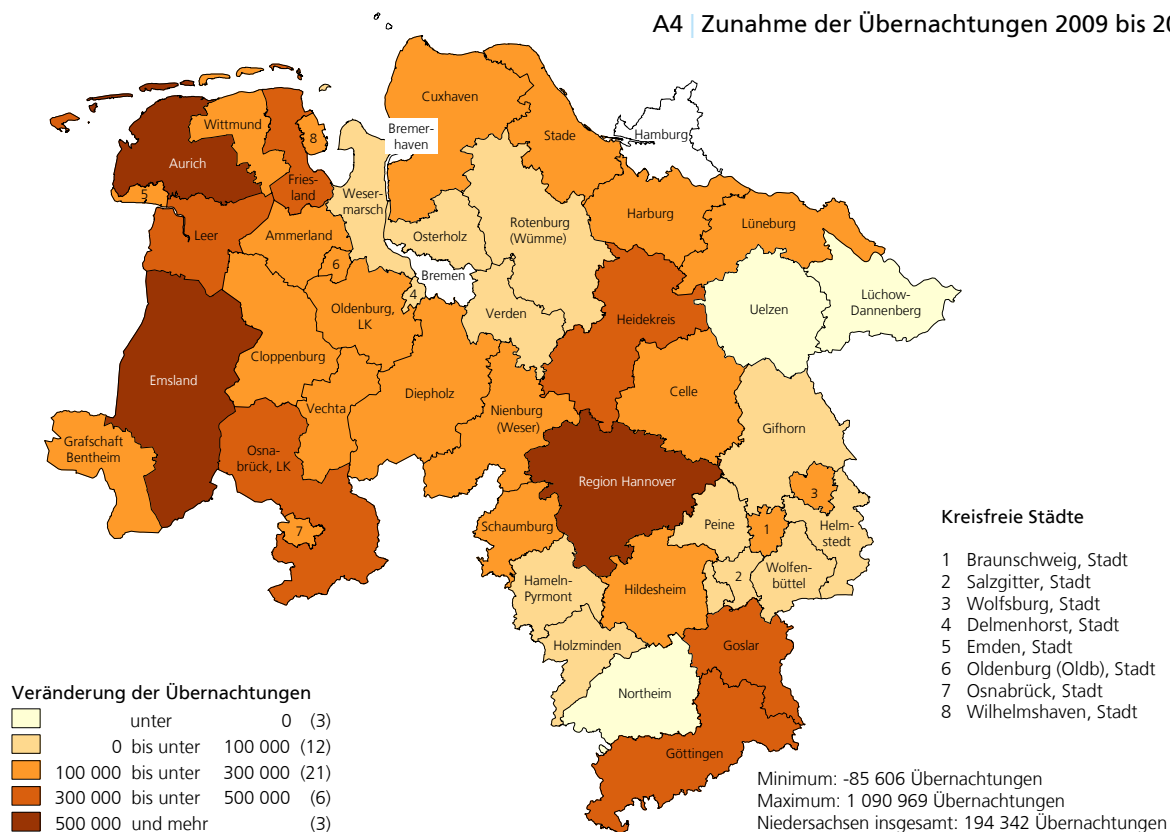 A4 | Zunahme der Übernachtungen 2009 bis 20
Cuxhaven
Wittmund
8
Bremer-
haven
Stade
Hamburg
Aurich
Fries-
land
5
Weser-
marsch
Harburg
Lüneburg
Rotenburg
(Wümme)
Leer
Ammerland
Osterholz
6
Bremen
4
Lüchow-
Dannenberg
Uelzen
Oldenburg,
LK
Verden
Heidekreis
Cloppenburg
Emsland
Diepholz
Celle
Vechta
Nienburg
(Weser)
Gifhorn
Grafschaft
Bentheim
Osna-
brück, LK
Region Hannover
3
7
Schaumburg
Peine
1
Helm-
stedt
2
Wolfen-
büttel
Hameln-
Pyrmont
Hildesheim
Holzminden
Goslar
Northeim
Göttingen
Kreisfreie Städte
1 Braunschweig, Stadt
2 Salzgitter, Stadt
3 Wolfsburg, Stadt
4 Delmenhorst, Stadt
5 Emden, Stadt
6 Oldenburg (Oldb), Stadt
7 Osnabrück, Stadt
8 Wilhelmshaven, Stadt
Veränderung der Übernachtungen
unter 0 (3)
0 bis unter 100 000 (12)
100 000 bis unter 300 000 (21)
300 000 bis unter 500 000 (6)
500 000 und mehr (3)
Minimum: -85 606 Übernachtungen
Maximum: 1 090 969 Übernachtungen
Niedersachsen insgesamt: 194 342 Übernachtungen